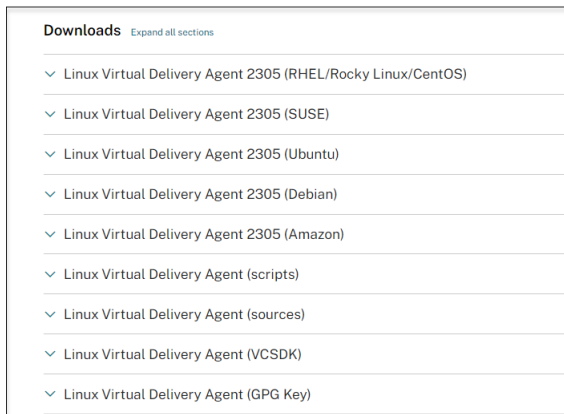 Downloads Expand all sections
Linux Virtual Delivery Agent 2305 (RHEL/Rocky Linux/CentOS)
Linux Virtual Delivery Agent 2305 (SUSE)
Linux Virtual Delivery Agent 2305 (Ubuntu)
Linux Virtual Delivery Agent 2305 (Debian)
Linux Virtual Delivery Agent 2305 (Amazon)
Linux Virtual Delivery Agent (scripts)
Linux Virtual Delivery Agent (sources)
Linux Virtual Delivery Agent (VCSDK)
Linux Virtual Delivery Agent (GPG Key)